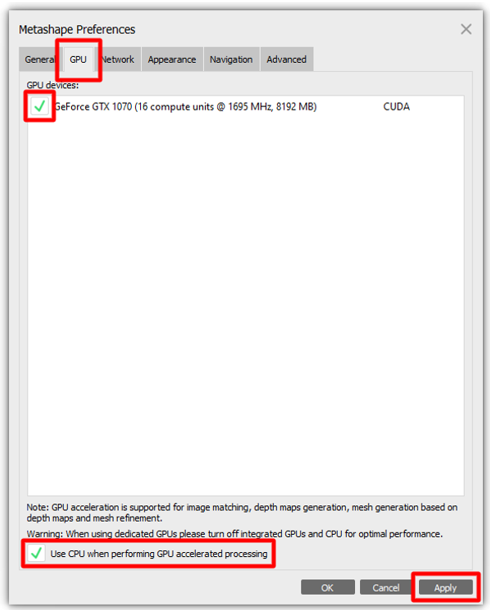 Metashape Preferences
General GPU Network Appearance Navigation Advanced
GPU devices:
GeForce GTX 1070 (16 compute units @ 1695 MHz, 8192 MB) CUDA
Note: GPU acceleration is supported for image matching, depth maps generation, mesh generation based on
depth maps and mesh refinement.
Warning: When using dedicated GPUs please turn off integrated GPUs and CPU for optimal performance.
Use CPU when performing GPU accelerated processing
OK Cancel Apply